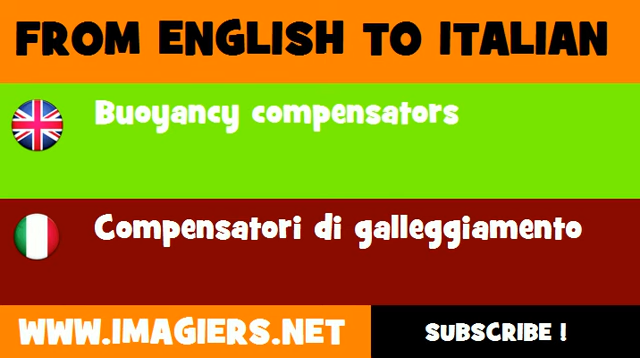 FROM ENGLISH TO ITALIAN
Buoyancy compensators
Compensatori di galleggiamento
WWW.IMAGIERS.NET
SUBSCRIBE !